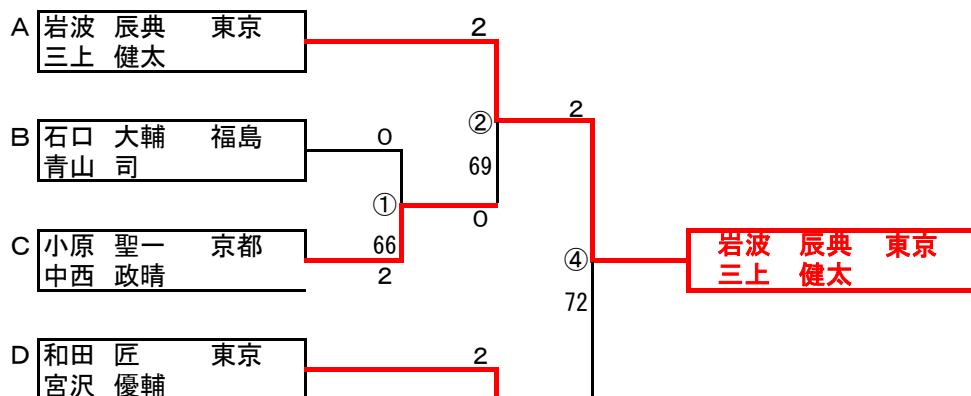 A 岩波 辰典 東京
三上 健太
2
B 石口 大輔 福島
青山 司
0
①
66
2
C 小原 聖一 京都
中西 政晴
②
69
0
2
④
72
岩波 辰典 東京
三上 健太
D 和田 匠 東京
宮沢 優輔
2